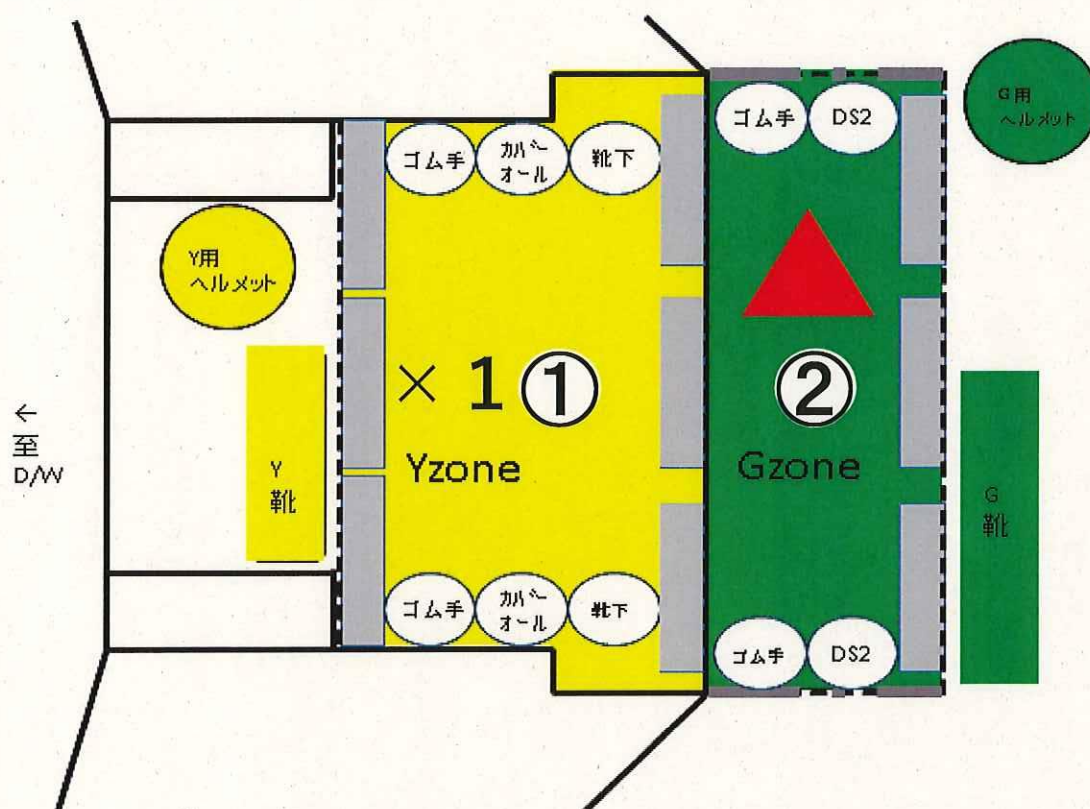 G用
ヘルメット
ゴム手
DS2
ゴム手
カバー
オール
靴下
Y用
ヘルメット
×1①
②
←
至
D/W
Yzone
Gzone
Y
靴
G
靴
ゴム手
カバー
オール
靴下
ゴム手
DS2